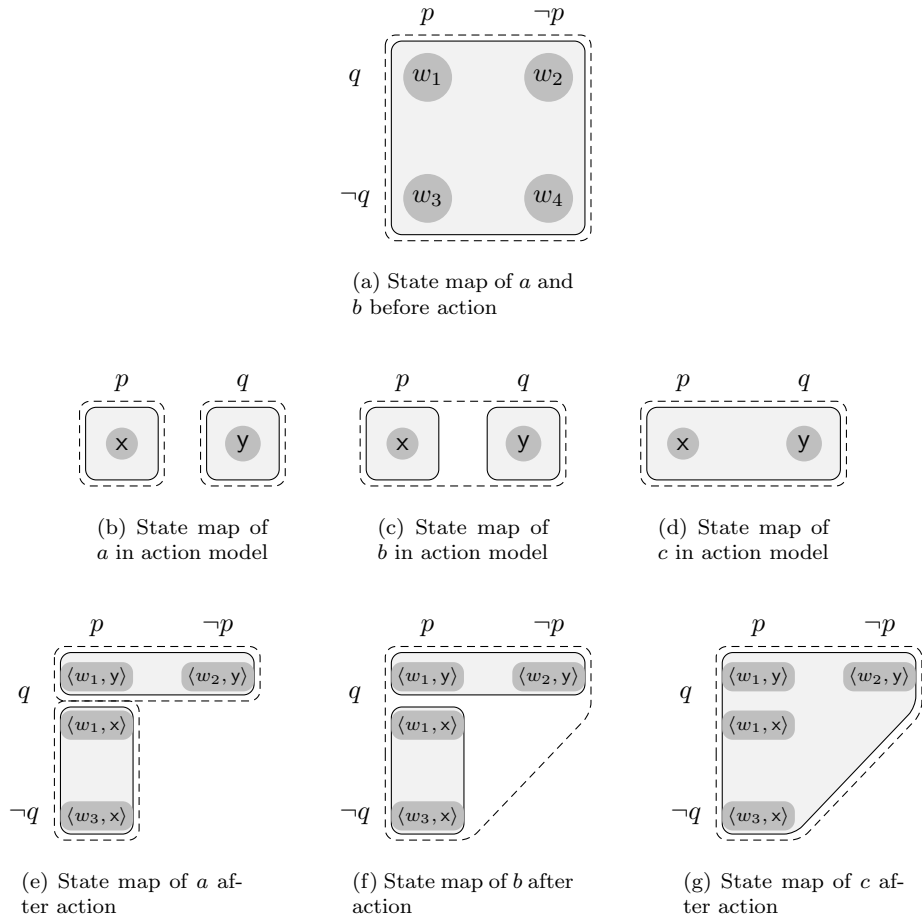 p ¬p
q w₁ w₂
¬q w₃ w₄
(a) State map of a and
b before action
p q p q p q
x y x y x y
(b) State map of
a in action model
(c) State map of
b in action model
(d) State map of
c in action model
p ¬p p ¬p p ¬p
⟨w₁, y⟩ ⟨w₂, y⟩ ⟨w₁, y⟩ ⟨w₂, y⟩ ⟨w₁, y⟩ ⟨w₂, y⟩
q q q
⟨w₁, x⟩ ⟨w₁, x⟩ ⟨w₁, x⟩
¬q ⟨w₃, x⟩ ¬q ⟨w₃, x⟩ ¬q ⟨w₃, x⟩
(e) State map of a af-
ter action
(f) State map of b after
action
(g) State map of c af-
ter action